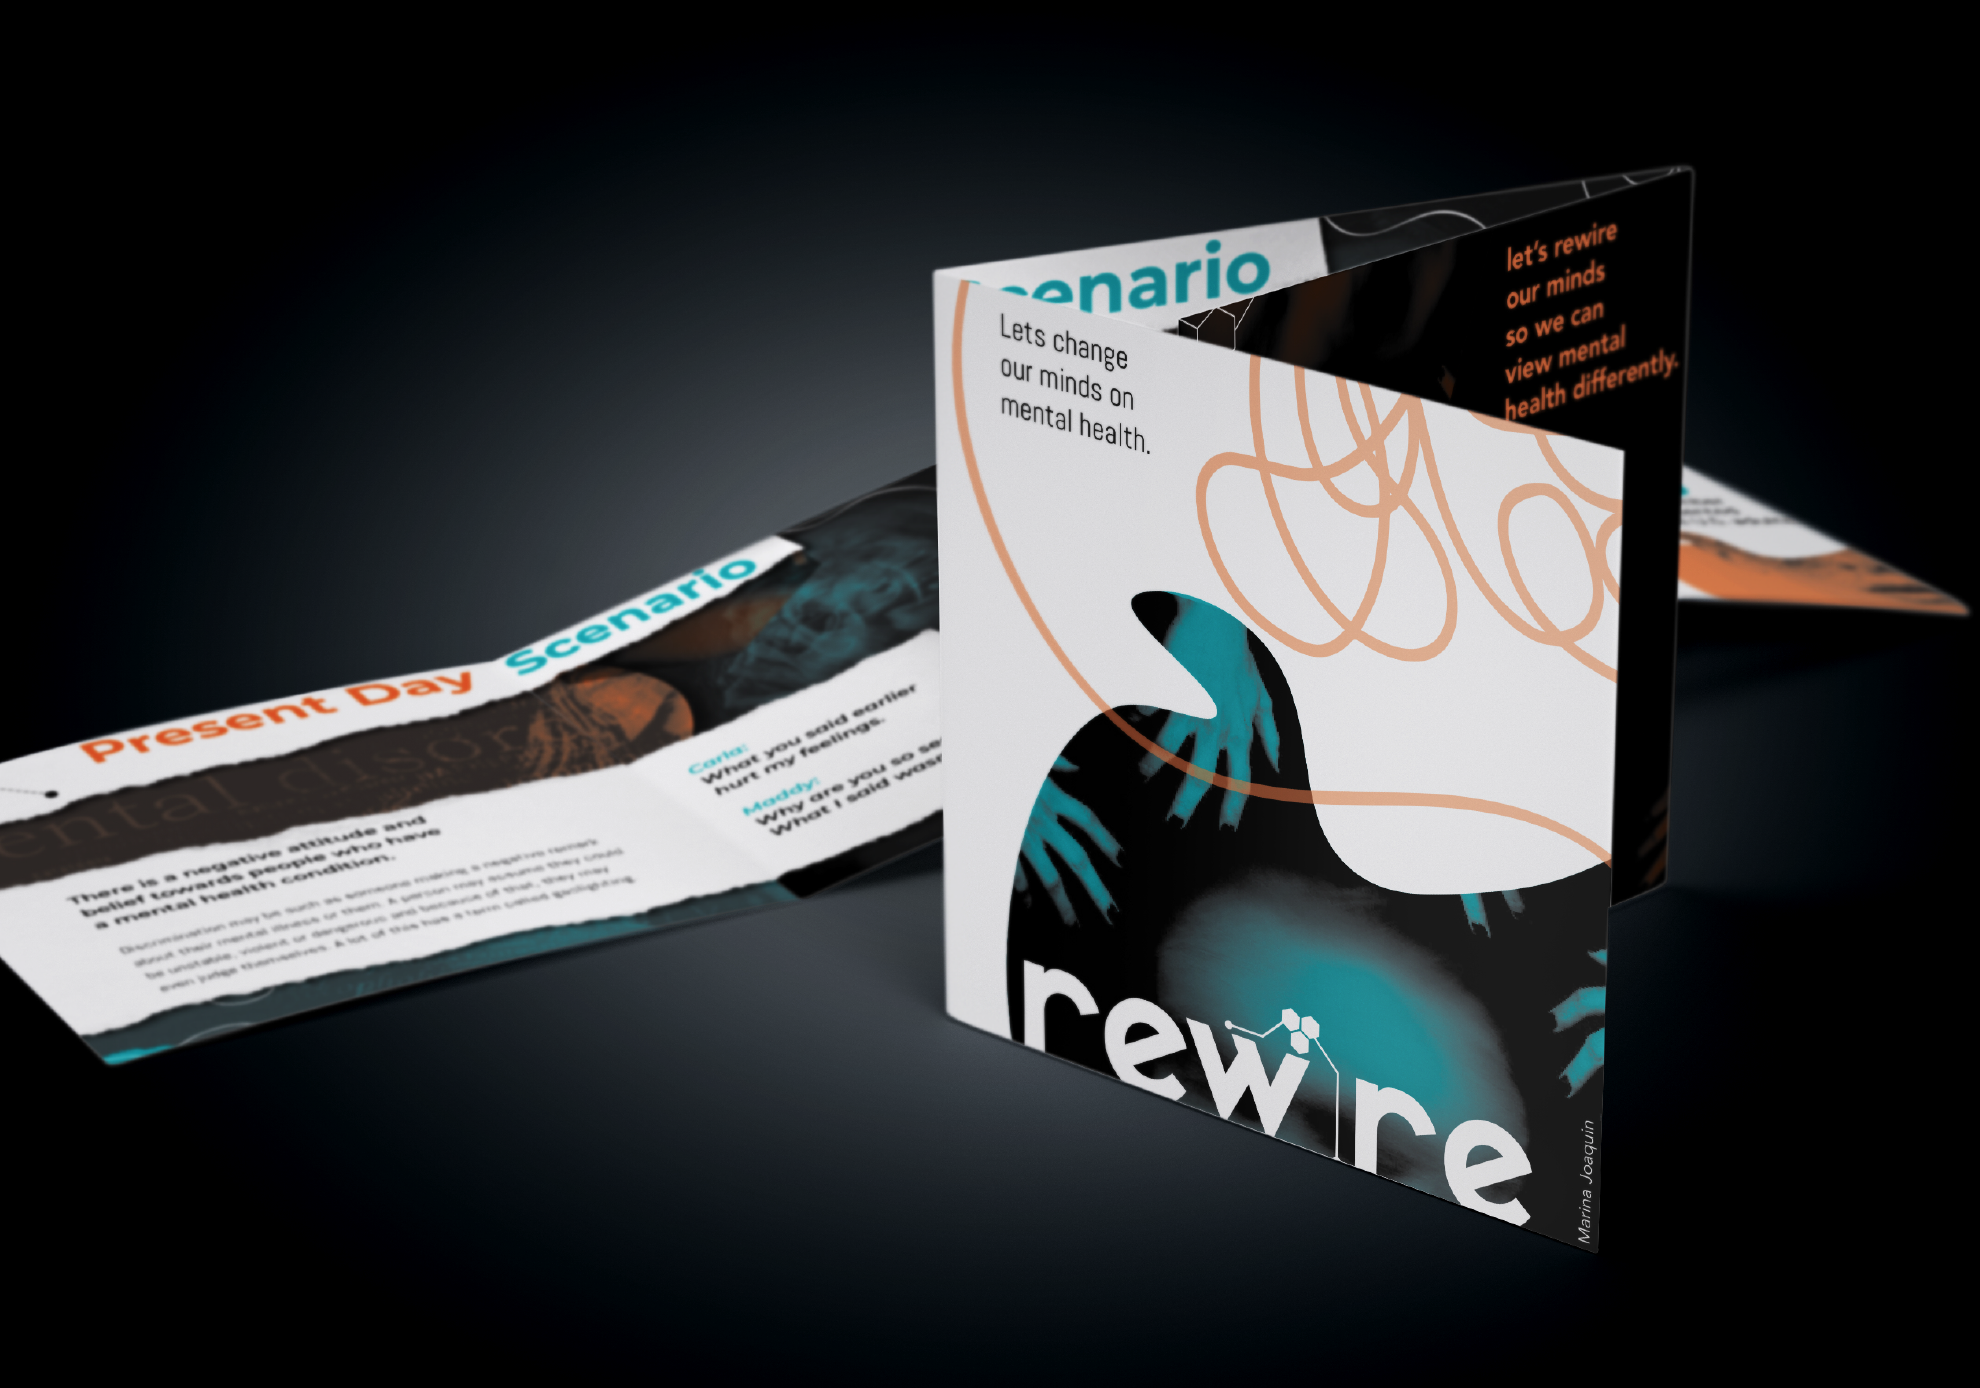 Scenario
Lets change
our minds on
mental health.
let's rewire
our minds
so we can
view mental
health differently.
rewire
Marina Joaquin
Present Day
Scenario
ental disor
There is a negative attitude and
belief towards people who have
a mental health condition.
Discrimination may be such as someone making a negative remark
about their mental illness or them. A person may assume they could
be unstable, violent or dangerous and because of that, they may
even judge themselves. A lot of this has a term called gaslighting.
Carla:
What you said earlier
hurt my feelings.
Maddy:
Why are you so se
What I said was